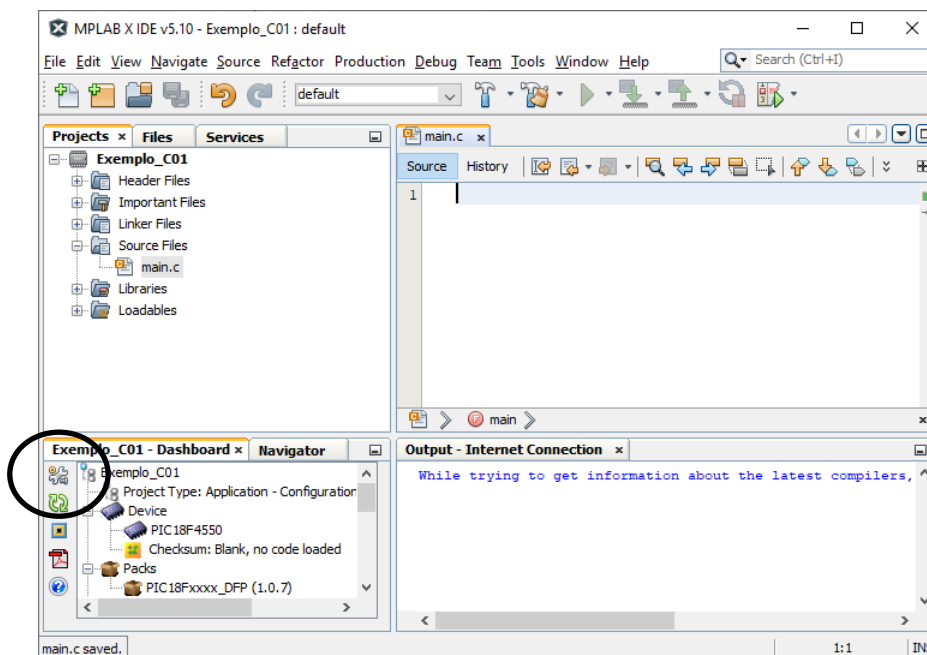 MPLAB X IDE v5.10 - Exemplo_C01 : default
File Edit View Navigate Source Refactor Production Debug Team Tools Window Help
Search (Ctrl+I)
default
Projects Files Services
Exemplo_C01
Header Files
Important Files
Linker Files
Source Files
main.c
Libraries
Loadables
main.c
Source History
1
main
Exemplo_C01 - Dashboard Navigator
Exemplo_C01
Project Type: Application - Configuration
Device
PIC18F4550
Checksum: Blank, no code loaded
Packs
PIC18Fxxxx_DFP (1.0.7)
Output - Internet Connection
While trying to get information about the latest compilers,
main.c saved.
1:1 INS